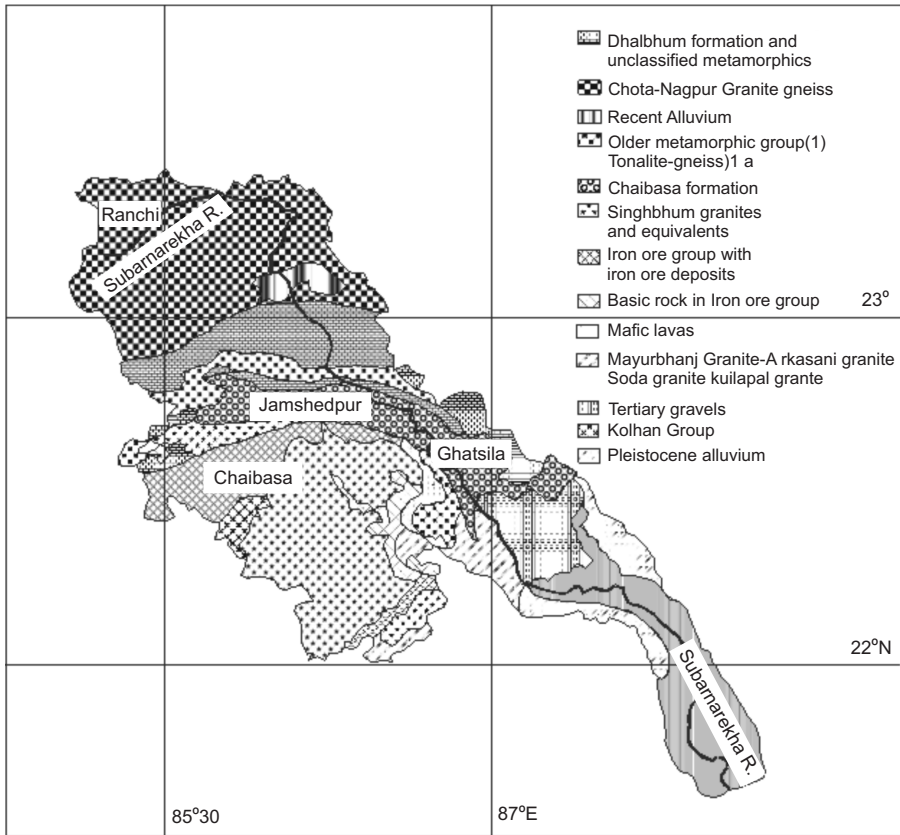 Dhalbhum formation and
unclassified metamorphics
Chota-Nagpur Granite gneiss
Recent Alluvium
Older metamorphic group(1)
Tonalite-gneiss)1 a
Chaibasa formation
Singhbhum granites
and equivalents
Iron ore group with
iron ore deposits
Basic rock in Iron ore group
23°
Mafic lavas
Mayurbhanj Granite-A rkasani granite
Soda granite kuilapal grante
Tertiary gravels
Kolhan Group
Pleistocene alluvium
Ranchi
Subarnarekha R.
Jamshedpur
Ghatsila
Chaibasa
22°N
Subarnarekha R.
85°30
87°E